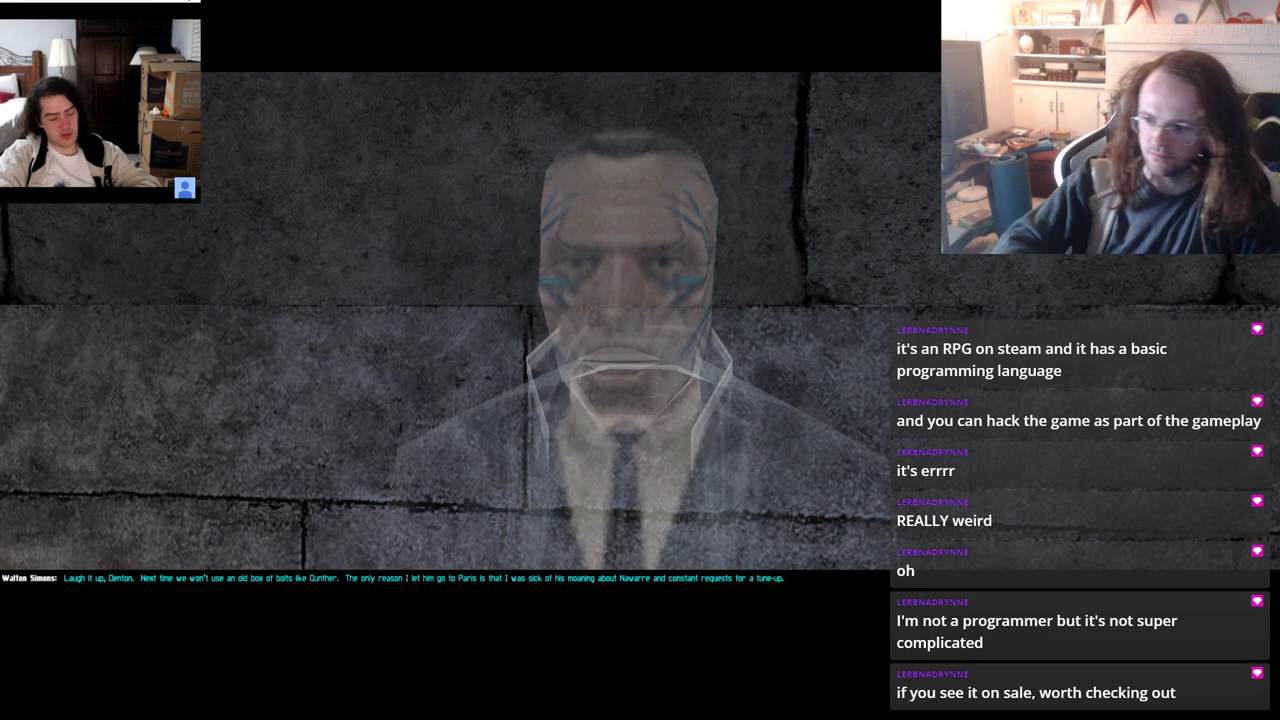 Walton Simons: Laugh it up, Denton. Next time we won't use an old box of bolts like Gunther. The only reason I let him go to Paris is that I was sick of his moaning about Navarre and constant requests for a tune-up.
LERBNADRYNNE
it's an RPG on steam and it has a basic
programming language
LERBNADRYNNE
and you can hack the game as part of the gameplay
LERBNADRYNNE
it's errrr
LERBNADRYNNE
REALLY weird
LERBNADRYNNE
oh
LERBNADRYNNE
I'm not a programmer but it's not super
complicated
LERBNADRYNNE
if you see it on sale, worth checking out